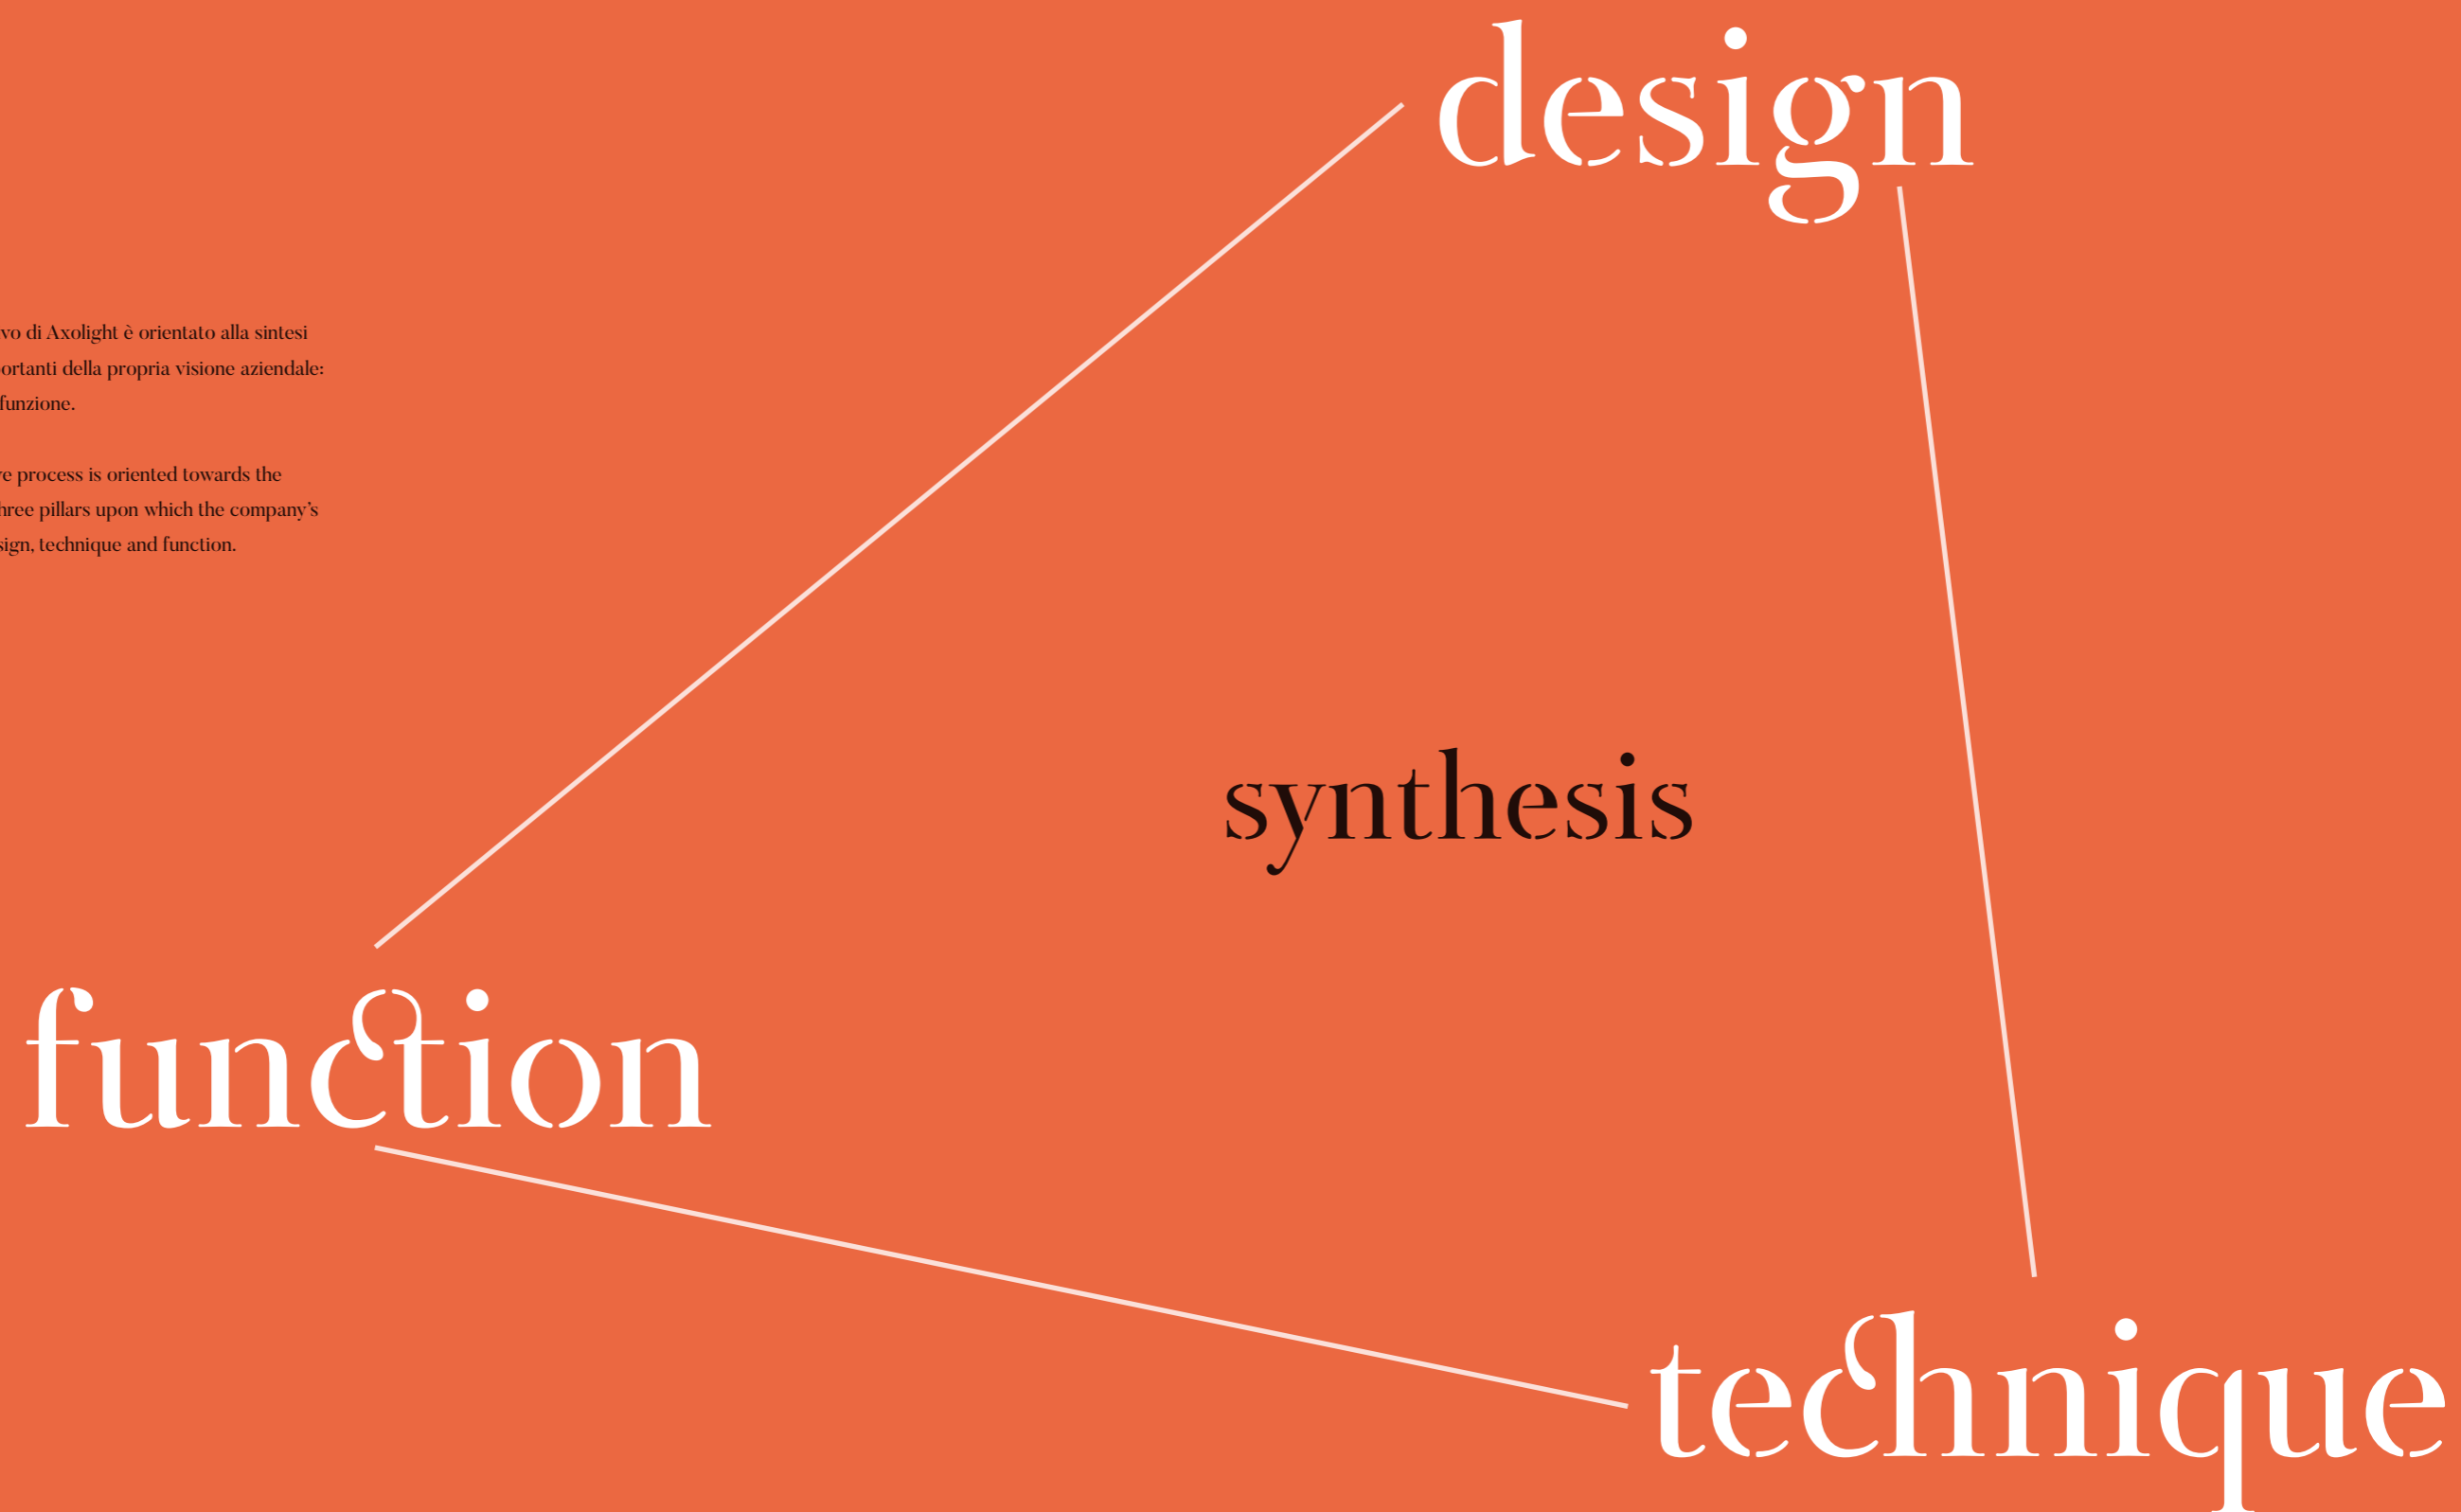 design
vo di Axolight è orientato alla sintesi
ortanti della propria visione aziendale:
funzione.
e process is oriented towards the
hree pillars upon which the company’s
sign, technique and function.
synthesis
function
technique